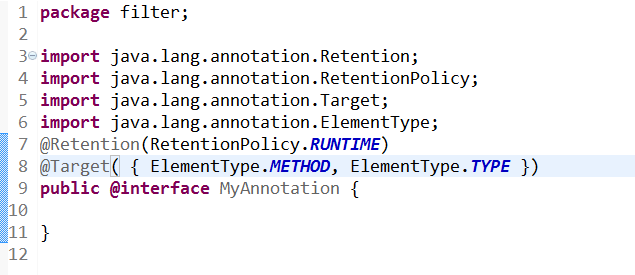 1 package filter;
2
3 import java.lang.annotation.Retention;
4 import java.lang.annotation.RetentionPolicy;
5 import java.lang.annotation.Target;
6 import java.lang.annotation.ElementType;
7 @Retention(RetentionPolicy.RUNTIME)
8 @Target( { ElementType.METHOD, ElementType.TYPE })
9 public @interface MyAnnotation {
10
11 }
12